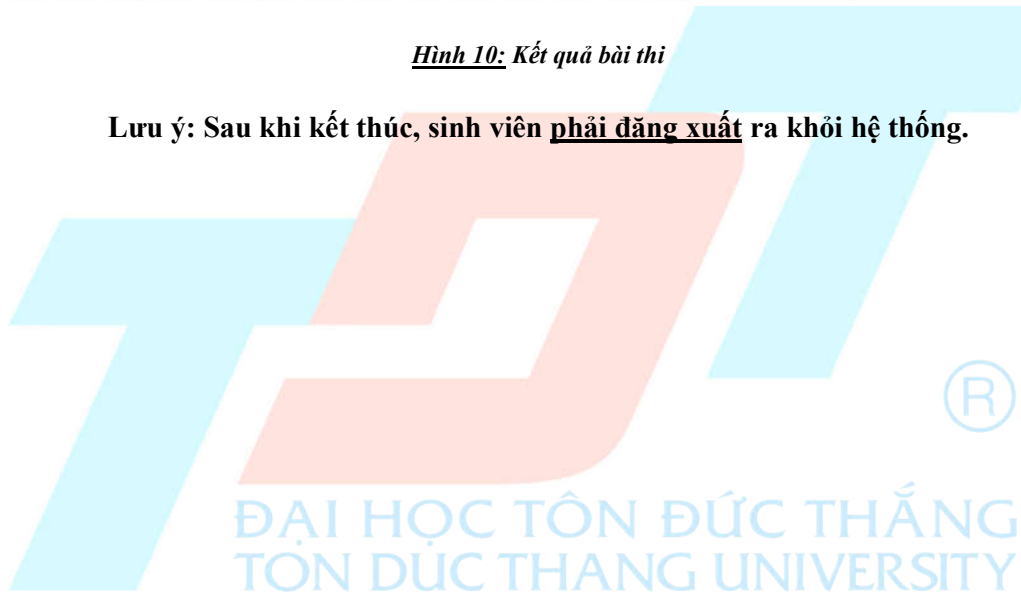 Hình 10: Kết quả bài thi
Lưu ý: Sau khi kết thúc, sinh viên phải đăng xuất ra khỏi hệ thống.
TDT
®
ĐẠI HỌC TÔN ĐỨC THẮNG
TON DUC THANG UNIVERSITY